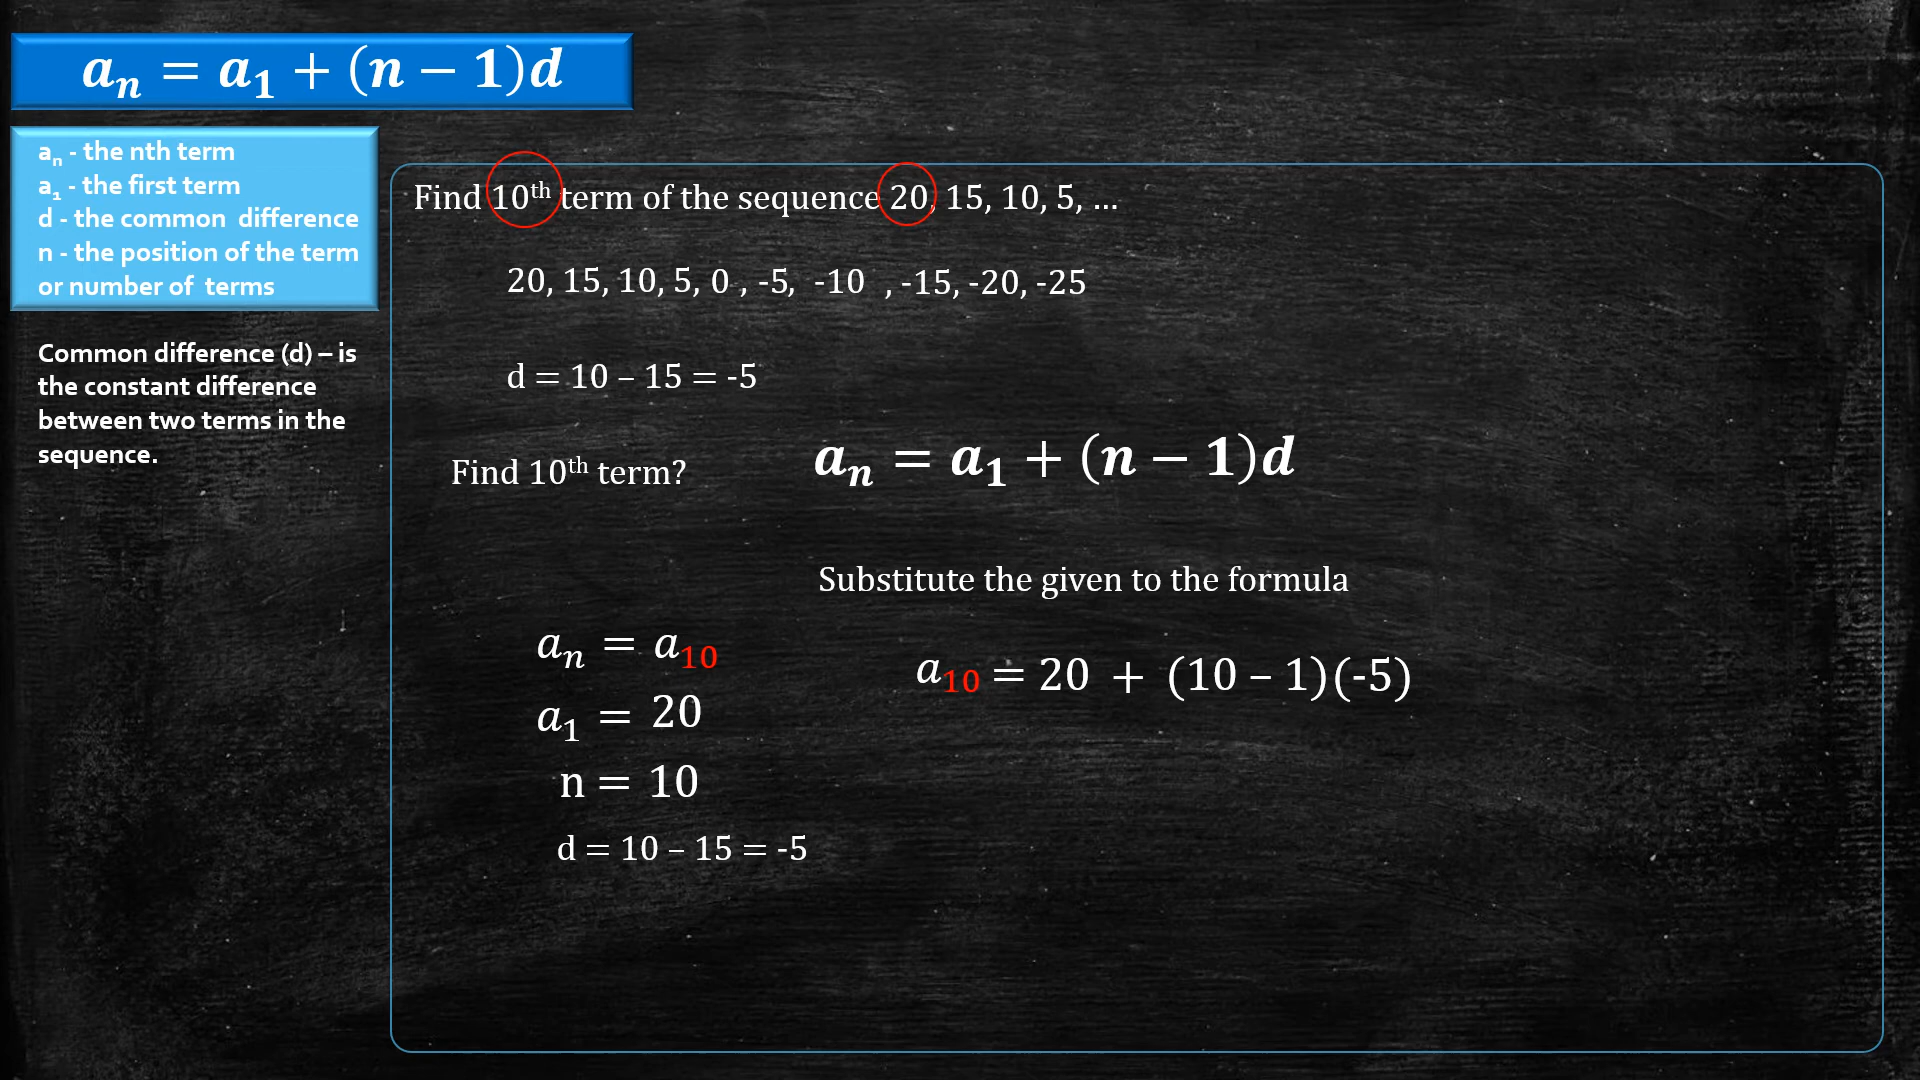 aₙ = a₁ + (n − 1)d
aₙ - the nth term
a₁ - the first term
d - the common difference
n - the position of the term
or number of terms
Common difference (d) – is
the constant difference
between two terms in the
sequence.
Find 10ᵗʰ term of the sequence 20, 15, 10, 5, ...
20, 15, 10, 5, 0 , -5, -10 , -15, -20, -25
d = 10 – 15 = -5
Find 10ᵗʰ term?
aₙ = a₁ + (n − 1)d
Substitute the given to the formula
aₙ = a₁₀
a₁ = 20
n = 10
d = 10 – 15 = -5
a₁₀ = 20 + (10 – 1)(-5)